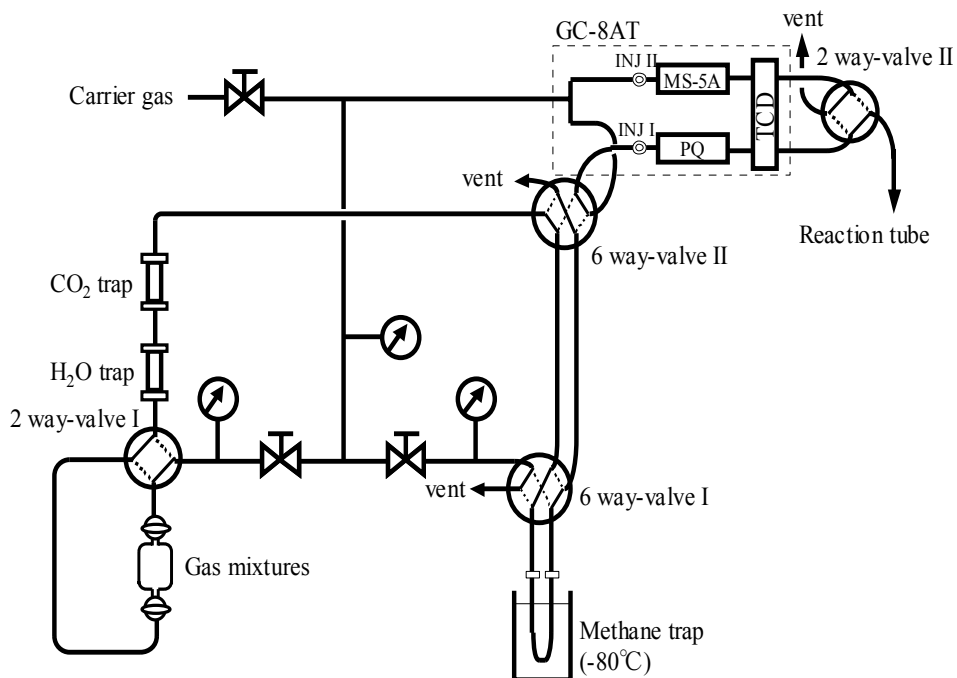 GC-8AT
vent
2 way-valve II
INJ II
MS-5A
Carrier gas
TCD
INJ I
PQ
vent
Reaction tube
6 way-valve II
CO₂ trap
H₂O trap
2 way-valve I
vent
6 way-valve I
Gas mixtures
Methane trap
(-80℃)